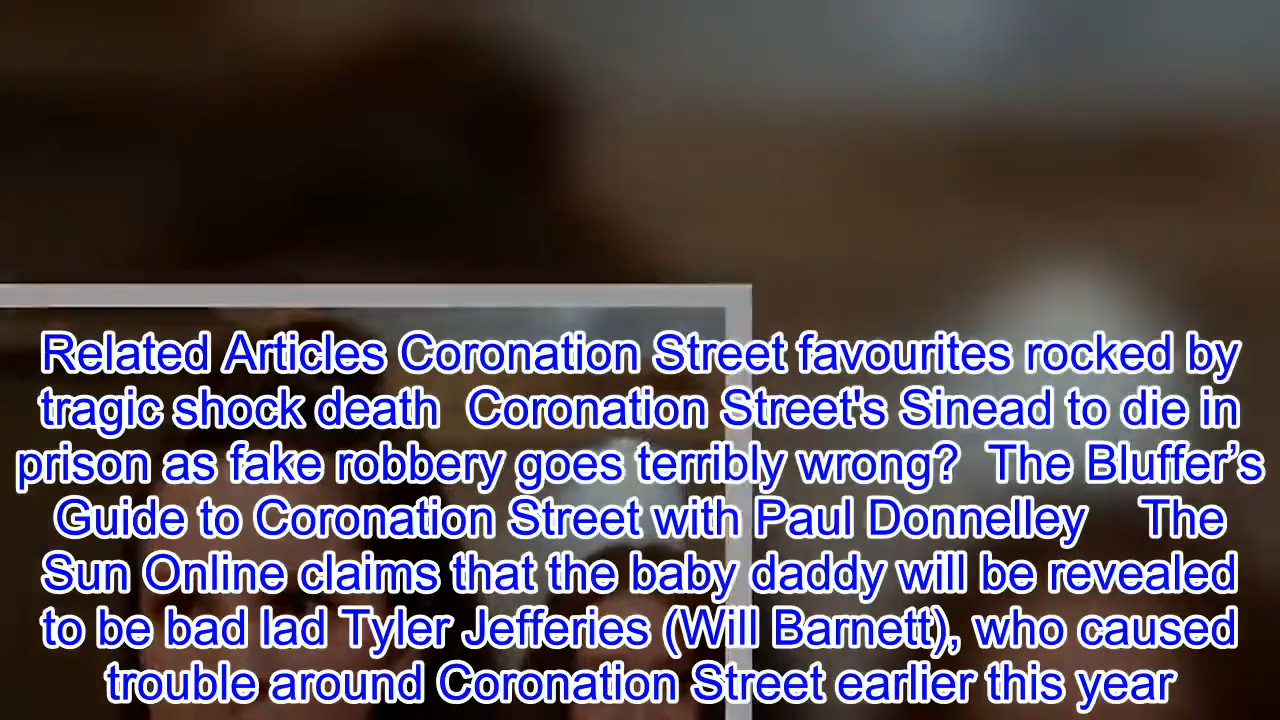 Related Articles Coronation Street favourites rocked by
tragic shock death  Coronation Street's Sinead to die in
prison as fake robbery goes terribly wrong?  The Bluffer’s
Guide to Coronation Street with Paul Donnelley    The
Sun Online claims that the baby daddy will be revealed
to be bad lad Tyler Jefferies (Will Barnett), who caused
trouble around Coronation Street earlier this year